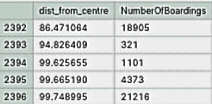 dist_from_centre NumberOfBoardings
2392 86.471064 18905
2393 94.826409 321
2394 99.625655 1101
2395 99.665190 4373
2396 99.748995 21216